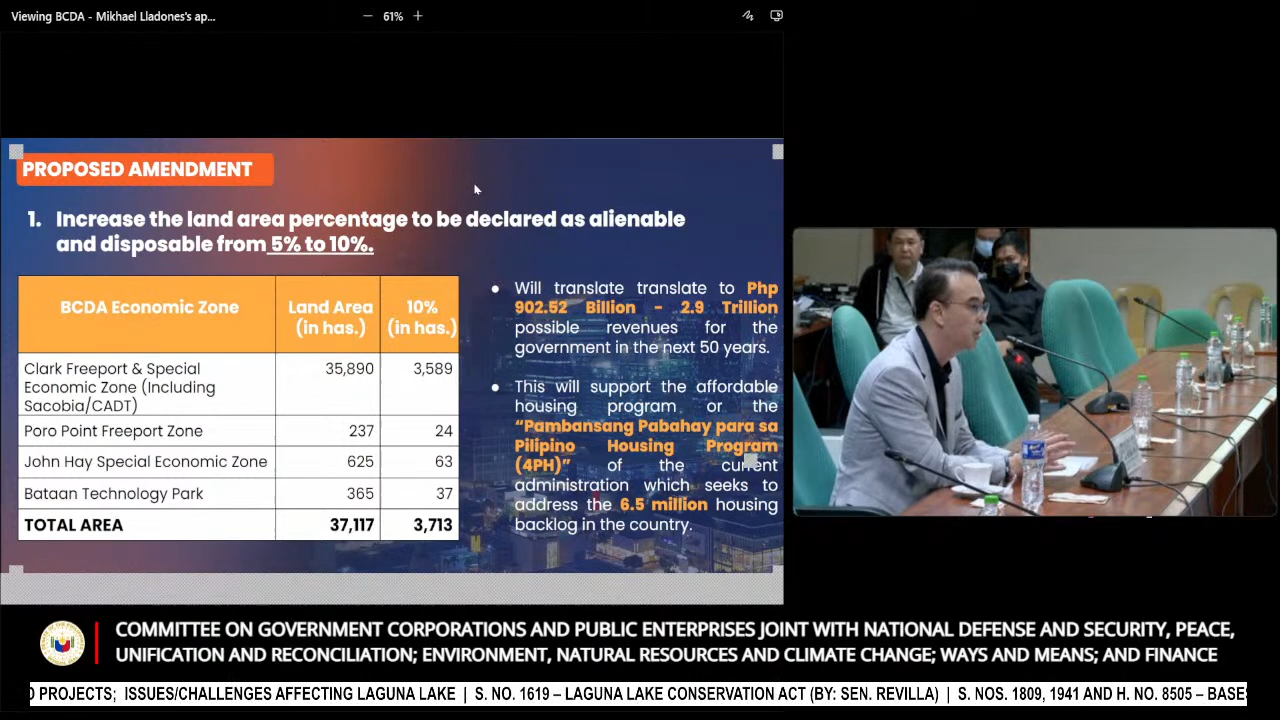 Viewing BCDA - Mikhael Lladones's ap...
61%
PROPOSED AMENDMENT
1. Increase the land area percentage to be declared as alienable
and disposable from 5% to 10%.
BCDA Economic Zone Land Area (in has.) 10% (in has.)
Clark Freeport & Special Economic Zone (Including Sacobia/CADT) 35,890 3,589
Poro Point Freeport Zone 237 24
John Hay Special Economic Zone 625 63
Bataan Technology Park 365 37
TOTAL AREA 37,117 3,713
• Will translate translate to Php
902.52 Billion - 2.9 Trillion
possible revenues for the
government in the next 50 years.
• This will support the affordable
housing program or the
“Pambansang Pabahay para sa
Pilipino Housing Program
(4PH)” of the current
administration which seeks to
address the 6.5 million housing
backlog in the country.
COMMITTEE ON GOVERNMENT CORPORATIONS AND PUBLIC ENTERPRISES JOINT WITH NATIONAL DEFENSE AND SECURITY, PEACE,
UNIFICATION AND RECONCILIATION; ENVIRONMENT, NATURAL RESOURCES AND CLIMATE CHANGE; WAYS AND MEANS; AND FINANCE
PROJECTS; ISSUES/CHALLENGES AFFECTING LAGUNA LAKE | S. NO. 1619 – LAGUNA LAKE CONSERVATION ACT (BY: SEN. REVILLA) | S. NOS. 1809, 1941 AND H. NO. 8505 – BASE